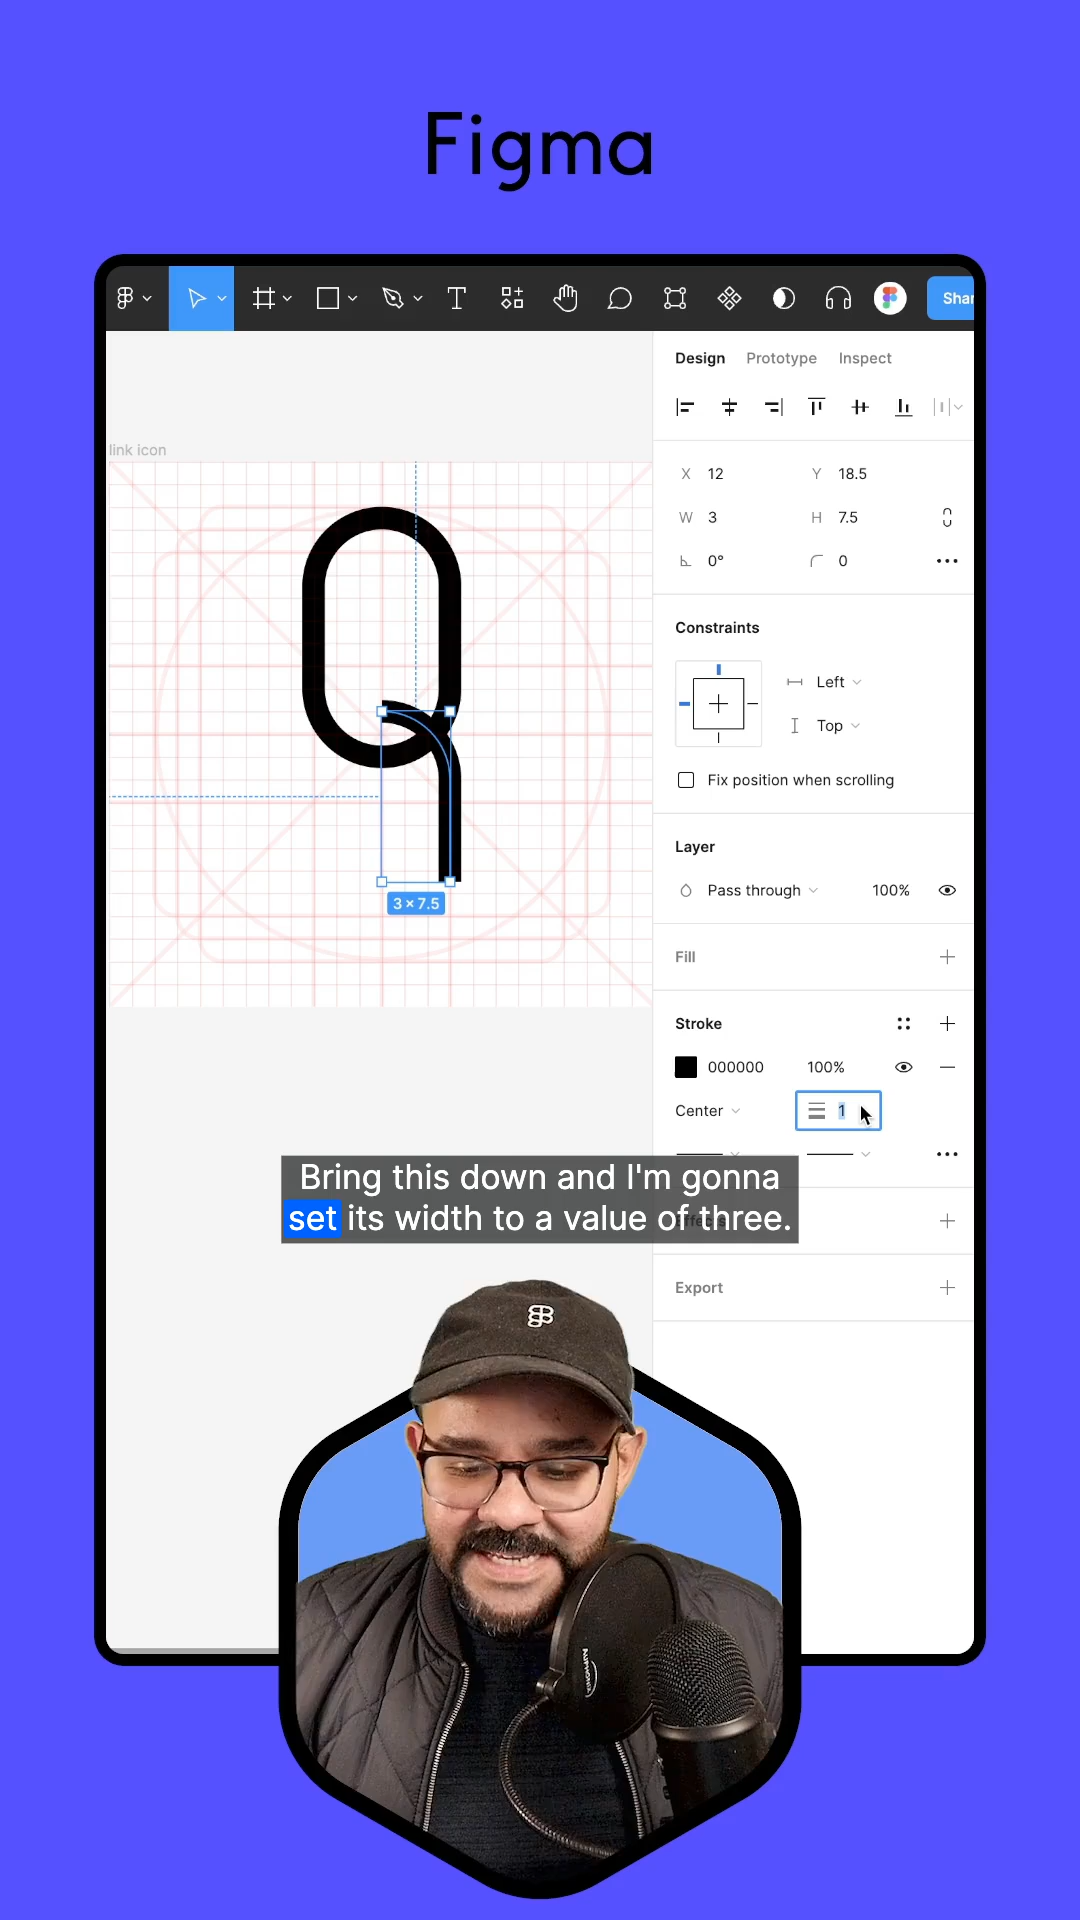 Figma
Shar
Design Prototype Inspect
link icon
X 12 Y 18.5
W 3 H 7.5
0° 0
Constraints
Left
Top
Fix position when scrolling
3 × 7.5
Layer
Pass through 100%
Fill
Stroke
000000 100%
Center 1
Bring this down and I'm gonna
set its width to a value of three.
Effects
Export